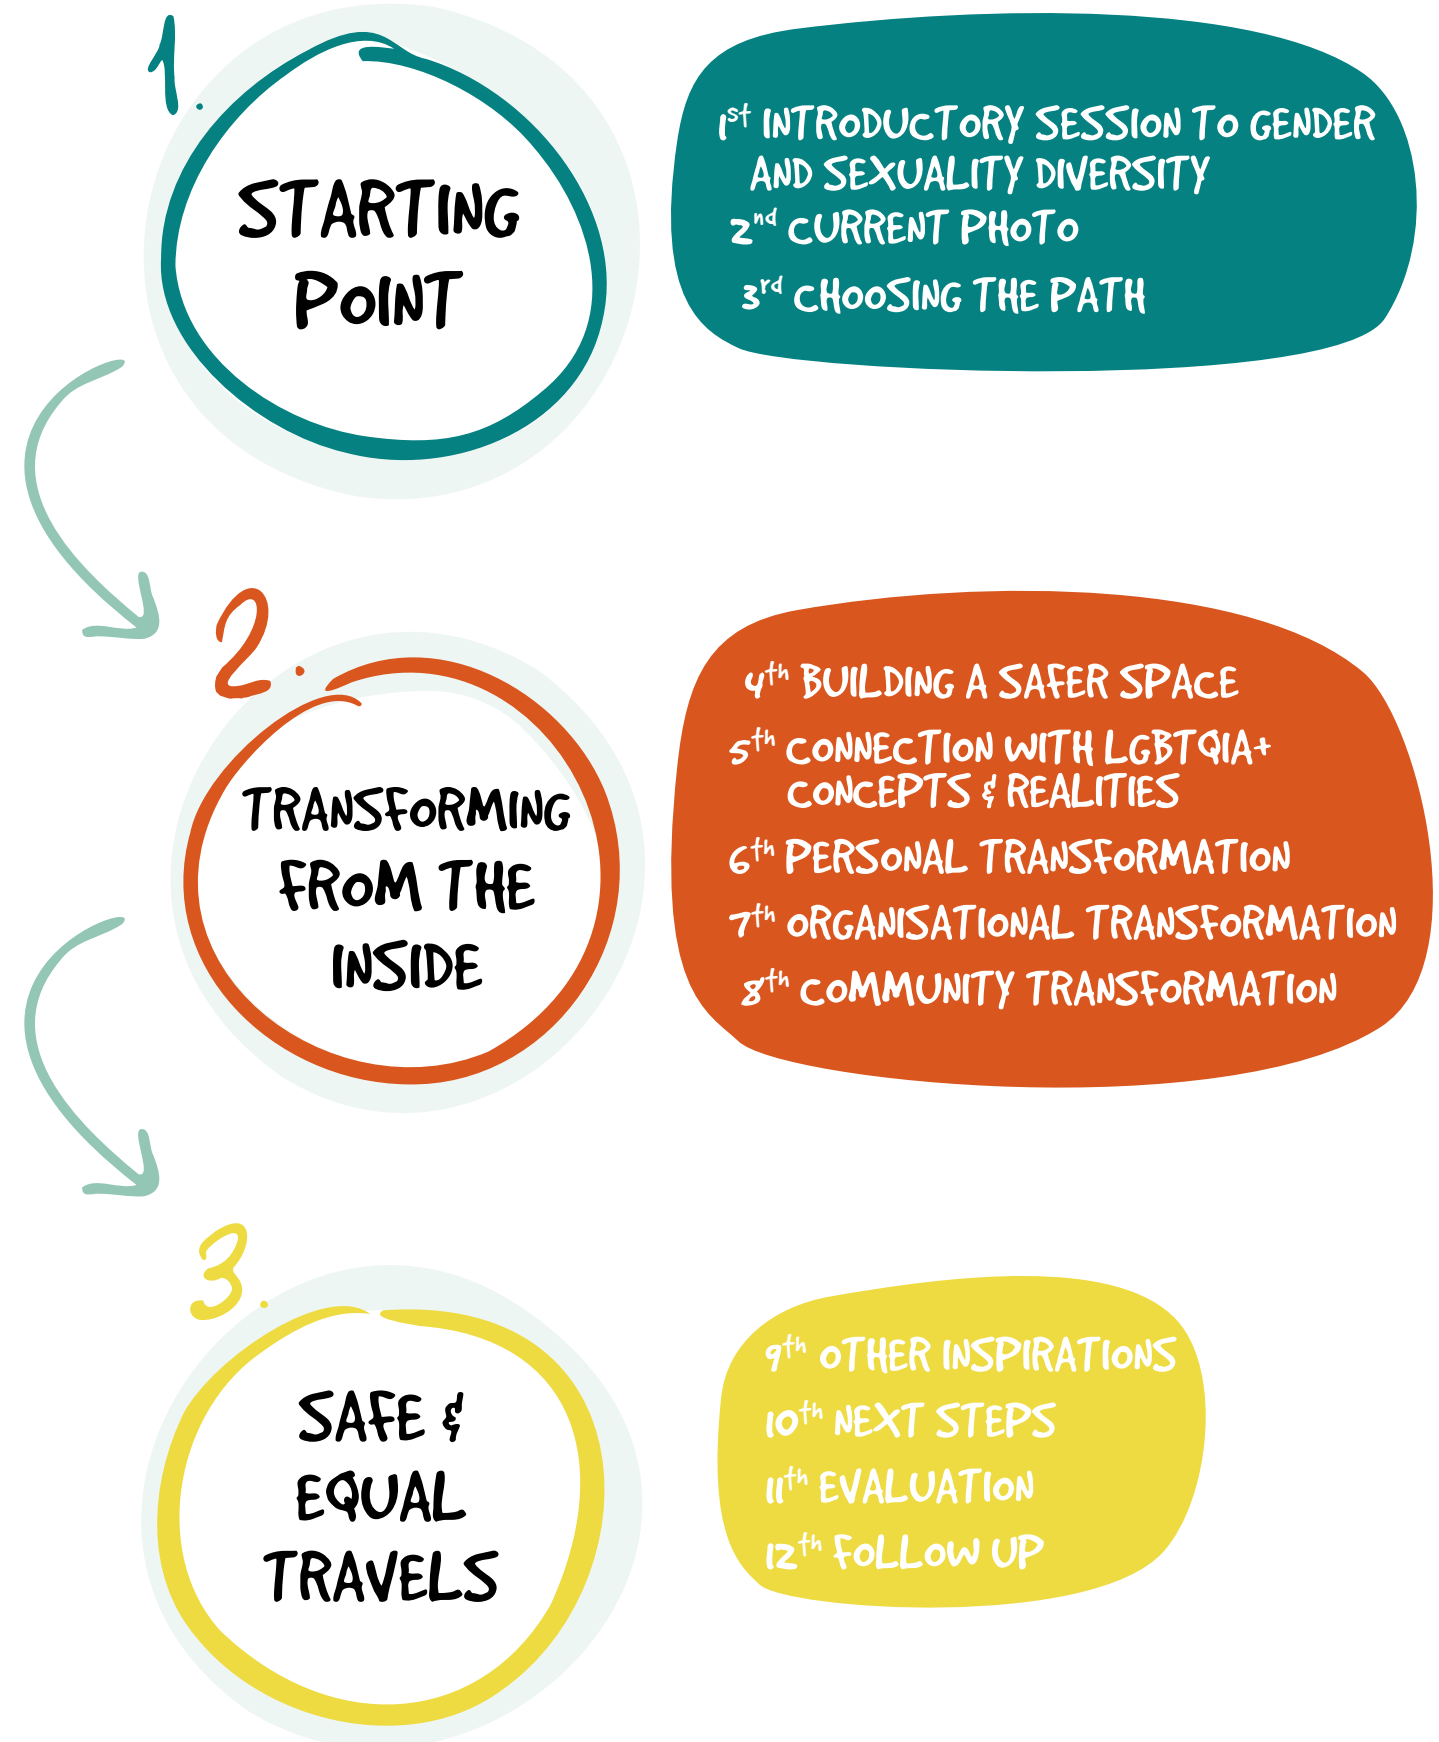 1.
STARTING
POINT
1st INTRODUCTORY SESSION TO GENDER
AND SEXUALITY DIVERSITY
2nd CURRENT PHOTO
3rd CHOOSING THE PATH
2.
TRANSFORMING
FROM THE
INSIDE
4th BUILDING A SAFER SPACE
5th CONNECTION WITH LGBTQIA+
CONCEPTS & REALITIES
6th PERSONAL TRANSFORMATION
7th ORGANISATIONAL TRANSFORMATION
8th COMMUNITY TRANSFORMATION
3.
SAFE &
EQUAL
TRAVELS
9th OTHER INSPIRATIONS
10th NEXT STEPS
11th EVALUATION
12th FOLLOW UP